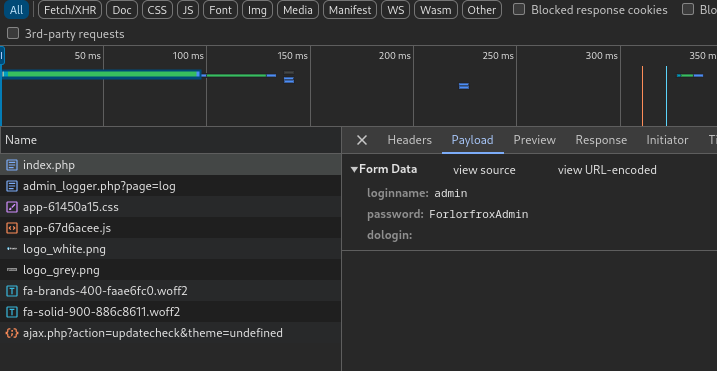 All Fetch/XHR Doc CSS JS Font Img Media Manifest WS Wasm Other Blocked response cookies Blo
3rd-party requests
50 ms 100 ms 150 ms 200 ms 250 ms 300 ms 350 m
Name
Headers Payload Preview Response Initiator Ti
index.php
admin_logger.php?page=log
app-61450a15.css
app-67d6acee.js
logo_white.png
logo_grey.png
fa-brands-400-faae6fc0.woff2
fa-solid-900-886c8611.woff2
ajax.php?action=updatecheck&theme=undefined
Form Data view source view URL-encoded
loginname: admin
password: ForlorfroxAdmin
dologin: